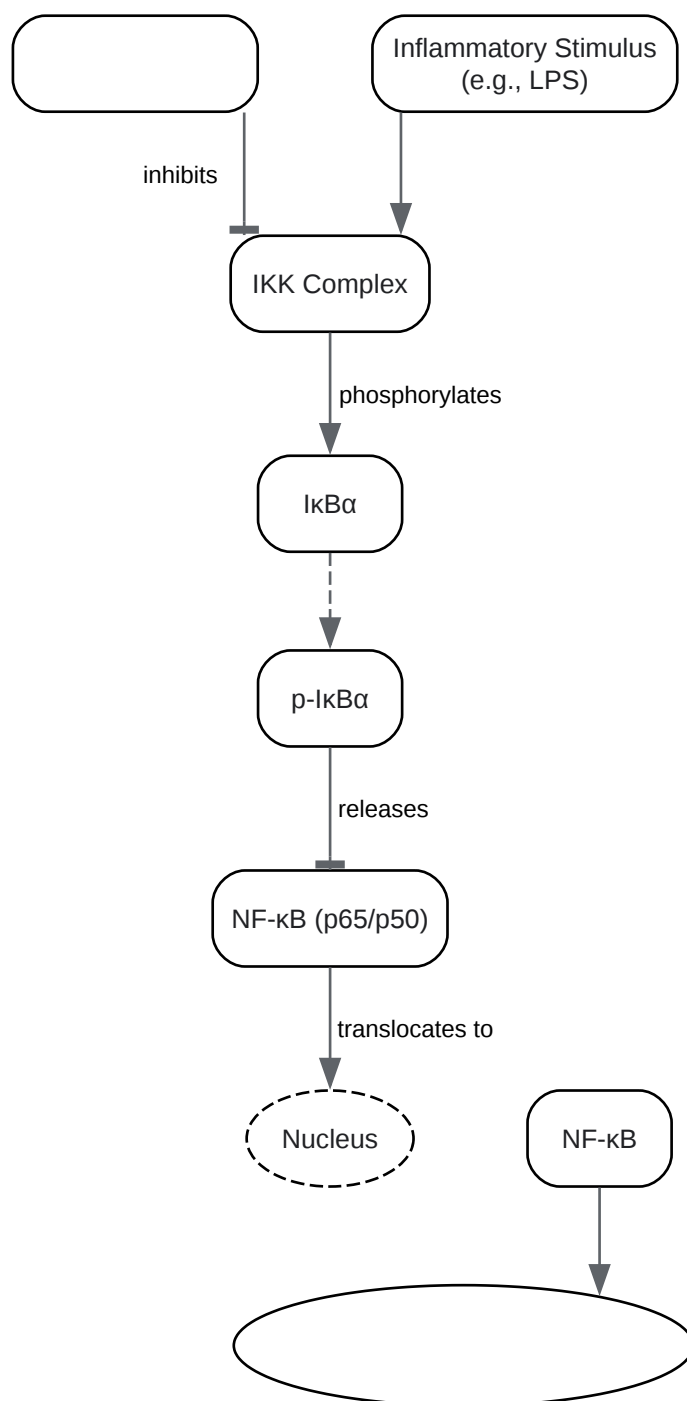 Inflammatory Stimulus
(e.g., LPS)
inhibits
IKK Complex
phosphorylates
IκBα
p-IκBα
releases
NF-κB (p65/p50)
translocates to
Nucleus
NF-κB